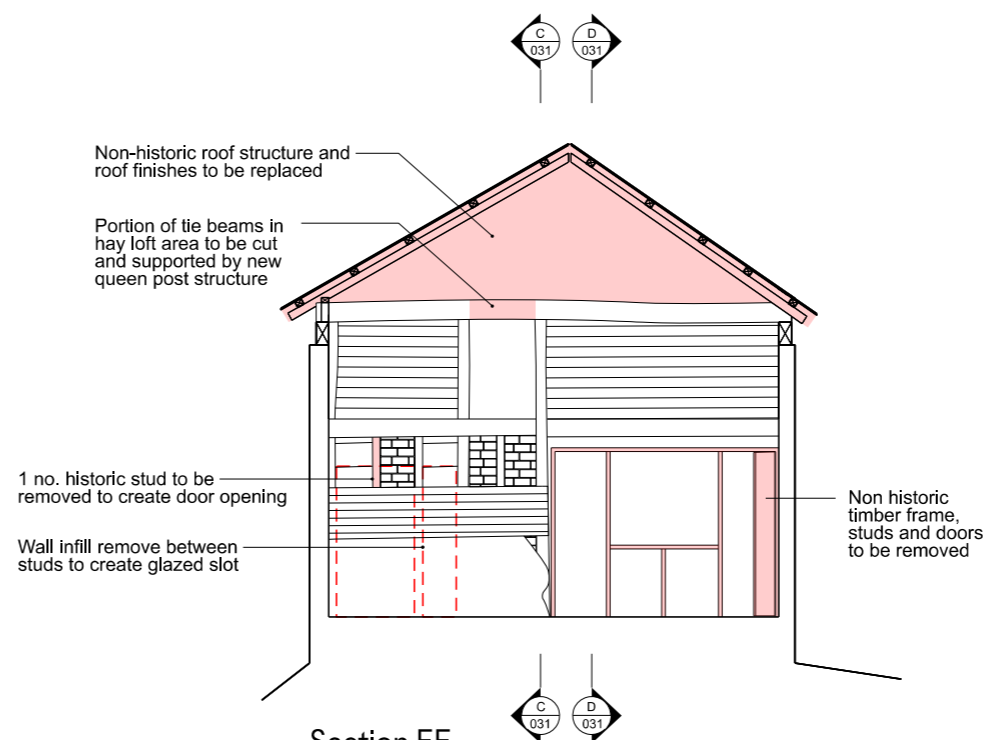 C
031
D
031
Non-historic roof structure and
roof finishes to be replaced
Portion of tie beams in
hay loft area to be cut
and supported by new
queen post structure
1 no. historic stud to be
removed to create door opening
Wall infill remove between
studs to create glazed slot
Non historic
timber frame,
studs and doors
to be removed
C
031
D
031